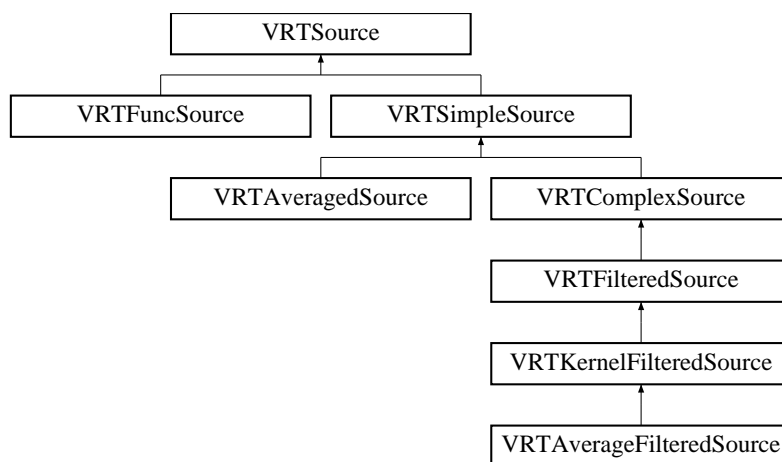 VRTSource
VRTFuncSource
VRTSimpleSource
VRTAveragedSource
VRTComplexSource
VRTFilteredSource
VRTKernelFilteredSource
VRTAverageFilteredSource